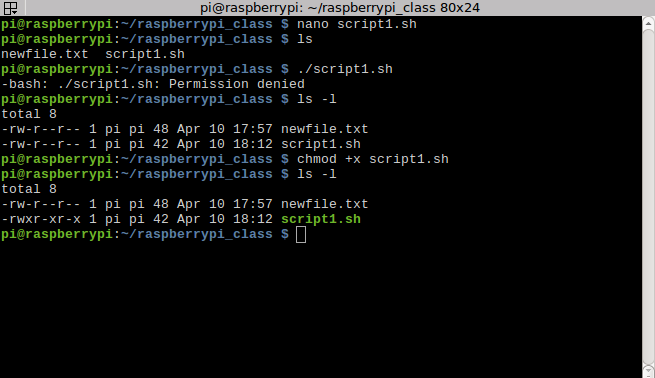 pi@raspberrypi: ~/raspberrypi_class 80x24
pi@raspberrypi:~/raspberrypi_class $ nano script1.sh
pi@raspberrypi:~/raspberrypi_class $ ls
newfile.txt  script1.sh
pi@raspberrypi:~/raspberrypi_class $ ./script1.sh
-bash: ./script1.sh: Permission denied
pi@raspberrypi:~/raspberrypi_class $ ls -l
total 8
-rw-r--r-- 1 pi pi 48 Apr 10 17:57 newfile.txt
-rw-r--r-- 1 pi pi 42 Apr 10 18:12 script1.sh
pi@raspberrypi:~/raspberrypi_class $ chmod +x script1.sh
pi@raspberrypi:~/raspberrypi_class $ ls -l
total 8
-rw-r--r-- 1 pi pi 48 Apr 10 17:57 newfile.txt
-rwxr-xr-x 1 pi pi 42 Apr 10 18:12 script1.sh
pi@raspberrypi:~/raspberrypi_class $